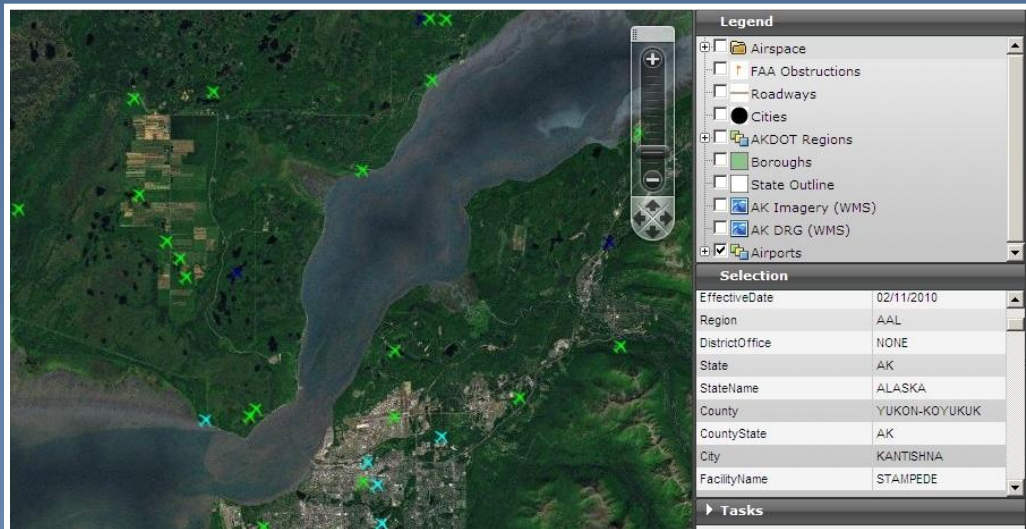 Legend
Airspace
FAA Obstructions
Roadways
Cities
AKDOT Regions
Boroughs
State Outline
AK Imagery (WMS)
AK DRG (WMS)
Airports
Selection
EffectiveDate 02/11/2010
Region AAL
DistrictOffice NONE
State AK
StateName ALASKA
County YUKON-KOYUKUK
CountyState AK
City KANTISHNA
FacilityName STAMPEDE
Tasks